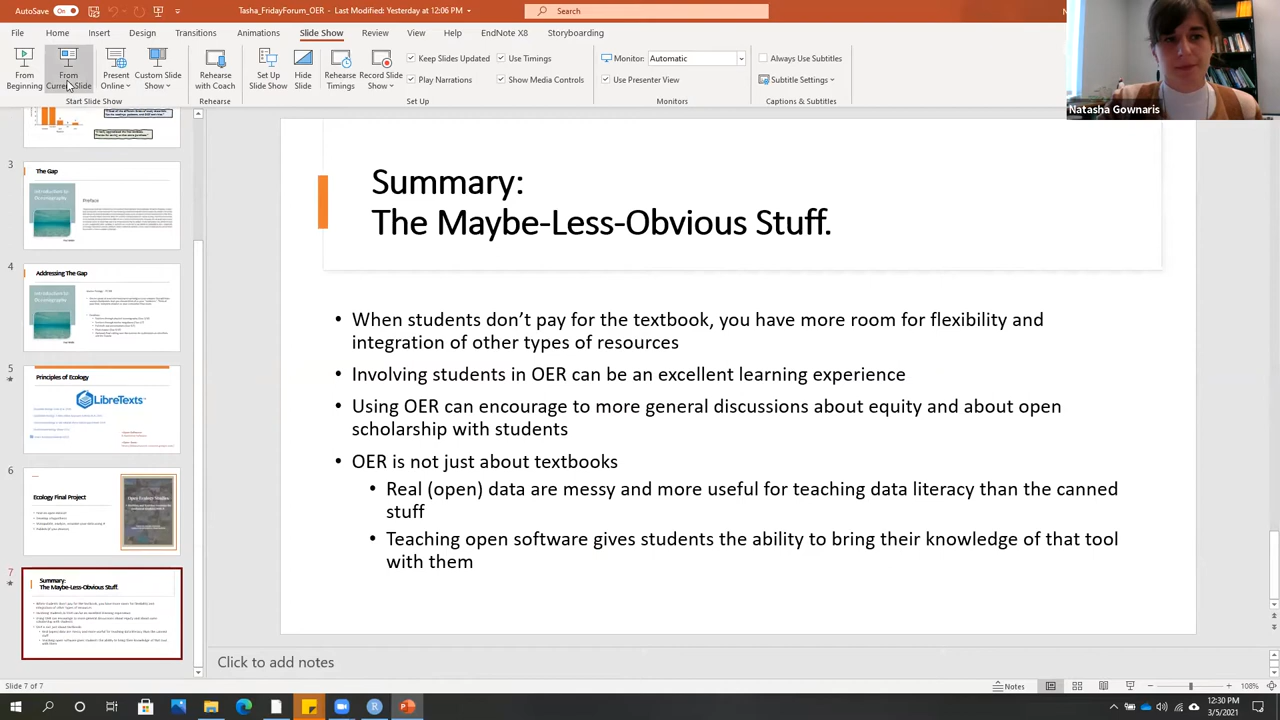 AutoSave On Tasha_FridayForum_OER - Last Modified: Yesterday at 12:06 PM Search
File Home Insert Draw Design Transitions Animations Slide Show Review View Help EndNote X8 Storyboarding
From Beginning
From Current Slide
Present Online
Custom Slide Show
Start Slide Show
Rehearse with Coach
Rehearse
Set Up Slide Show
Hide Slide
Rehearse Timings
Record Slide Show
Keep Slides Updated
Play Narrations
Use Timings
Show Media Controls
Set Up
Monitor: Automatic
Use Presenter View
Monitors
Always Use Subtitles
Subtitle Settings
Captions & Subtitles
Natasha Gownaris
3
The Gap
Introduction to Oceanography
Preface
4
Addressing The Gap
Introduction to Oceanography
5
Principles of Ecology
LibreTexts
6
Ecology Final Project
7
Summary:
The Maybe-Less-Obvious Stuff.
Summary:
The Maybe-Less-Obvious Stuff.
• When students don't pay for the textbook, you have more room for flexibility and
integration of other types of resources
• Involving students in OER can be an excellent learning experience
• Using OER can encourage to more general discussions about equity and about open
scholarship with students
• OER is not just about textbooks
• Real (open) data are messy and more useful for teaching data literacy than the canned
stuff
• Teaching open software gives students the ability to bring their knowledge of that tool
with them
Click to add notes
Slide 7 of 7
Notes
108%
12:30 PM
3/5/2021